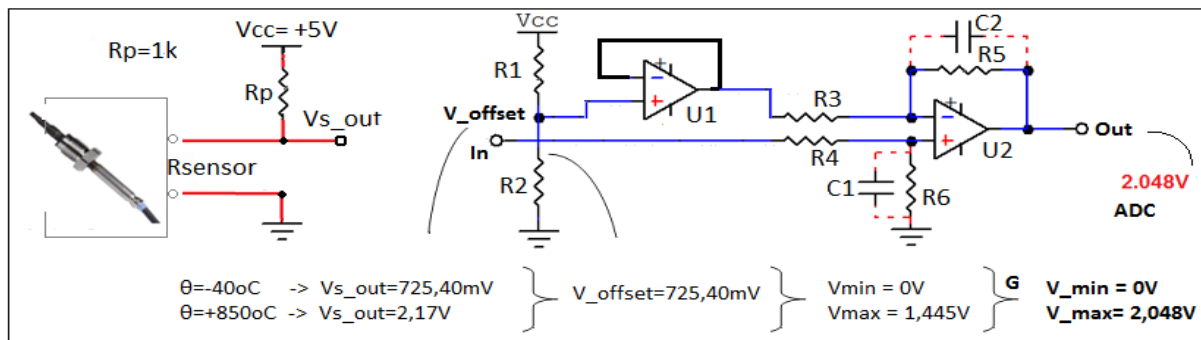 Vcc= +5V
Rp=1k
Rp
Vs_out
Rsensor
Vcc
R1
V_offset
In
R2
U1
R3
R4
C2
R5
U2
C1
R6
Out
2.048V
ADC
θ=-40oC -> Vs_out=725,40mV
θ=+850oC -> Vs_out=2,17V
V_offset=725,40mV
Vmin = 0V
Vmax = 1,445V
G
V_min = 0V
V_max= 2,048V